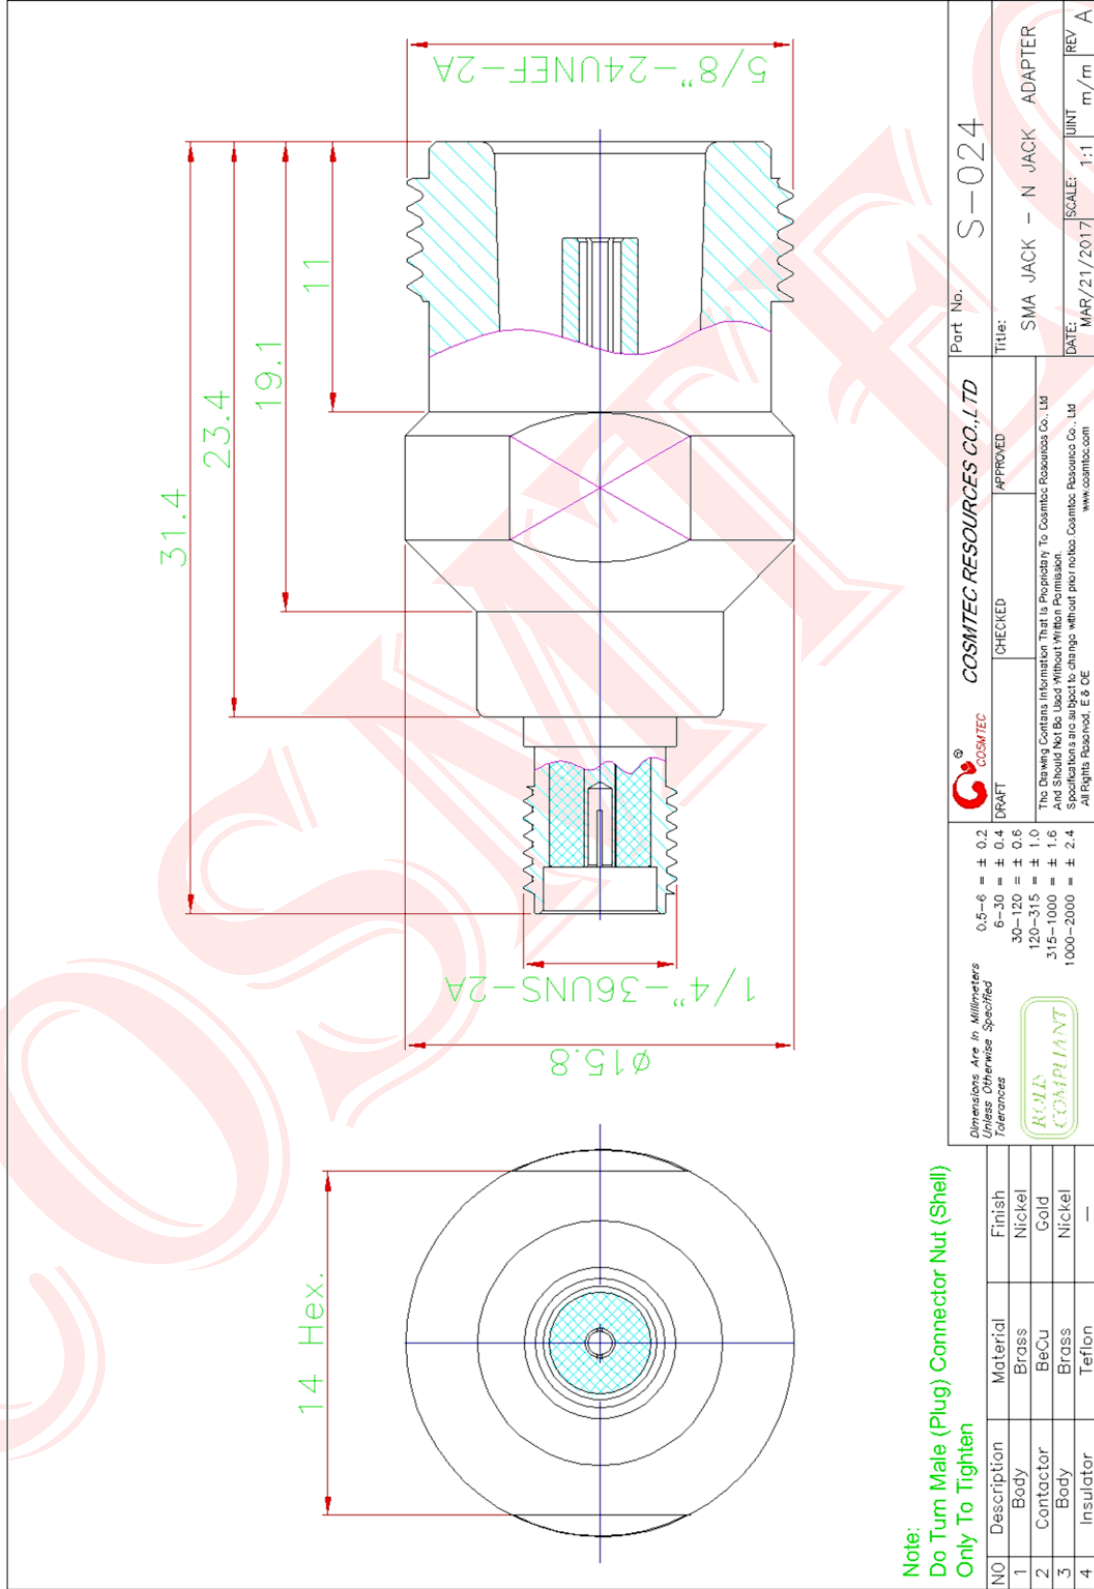 COSMTEC
31.4
23.4
19.1
11
5/8"-24UNEF-2A
1/4"-36UNS-2A
ø15.8
14 Hex.
Note:
Do Turn Male (Plug) Connector Nut (Shell)
Only To Tighten
NO Description Material Finish
1 Body Brass Nickel
2 Contactor BeCu Gold
3 Body Brass Nickel
4 Insulator Teflon —
Dimensions Are In Millimeters
Unless Otherwise Specified
Tolerances
0.5-6 = ± 0.2
6-30 = ± 0.4
30-120 = ± 0.6
120-315 = ± 1.0
315-1000 = ± 1.6
1000-2000 = ± 2.4
ROHS
COMPLIANT
®
COSMTEC
COSMTEC RESOURCES CO.,LTD
DRAFT
CHECKED
APPROVED
The Drawing Contans Information That Is Proprictary To Cosmtec Resources Co., Ltd
And Should Not Be Used Without Written Permission.
Specifications are subject to change without prior notice.Cosmtec Resource Co., Ltd
All Rights Reserved, E & OE www.cosmtec.com
Part No.
S-024
Title:
SMA JACK - N JACK ADAPTER
DATE: MAR/21/2017
SCALE: 1:1
UINT m/m
REV A